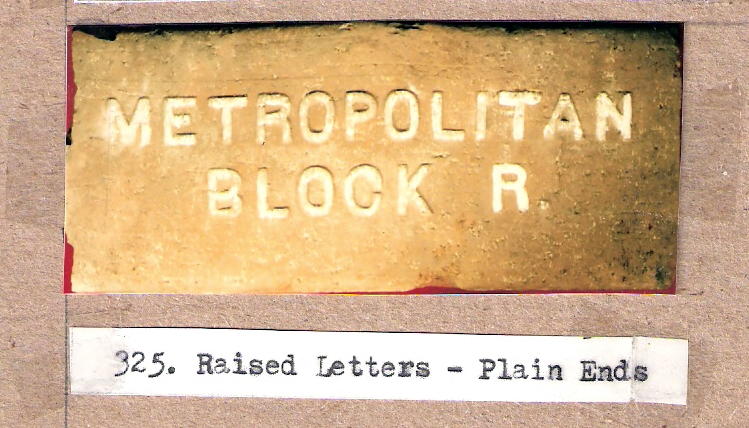 METROPOLITAN
BLOCK R.
325. Raised Letters - Plain Ends